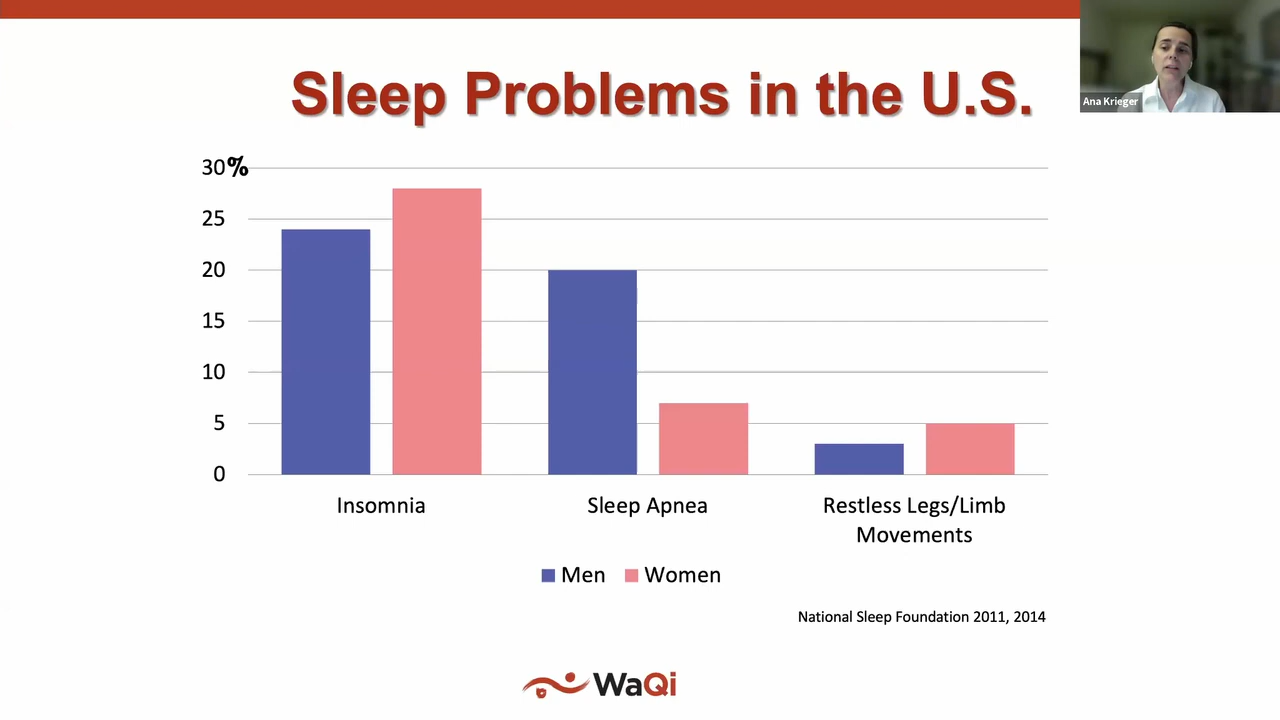 Sleep Problems in the U.S.
Ana Krieger
30%
25
20
15
10
5
0
Insomnia
Sleep Apnea
Restless Legs/Limb
Movements
Men
Women
National Sleep Foundation 2011, 2014
WaQi